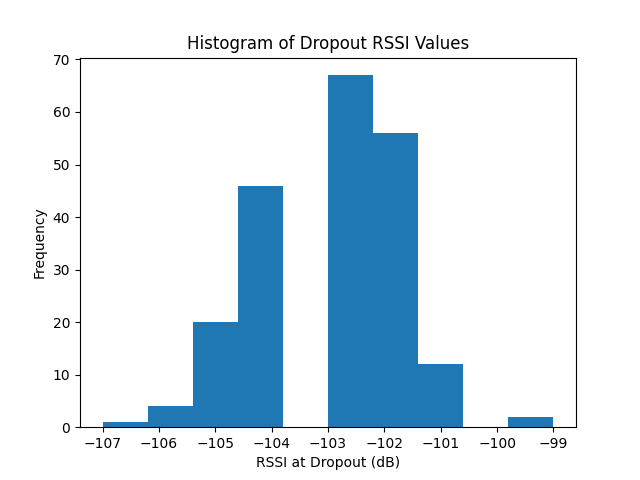 Histogram of Dropout RSSI Values
70
60
50
40
30
20
10
0
Frequency
−107 −106 −105 −104 −103 −102 −101 −100 −99
RSSI at Dropout (dB)